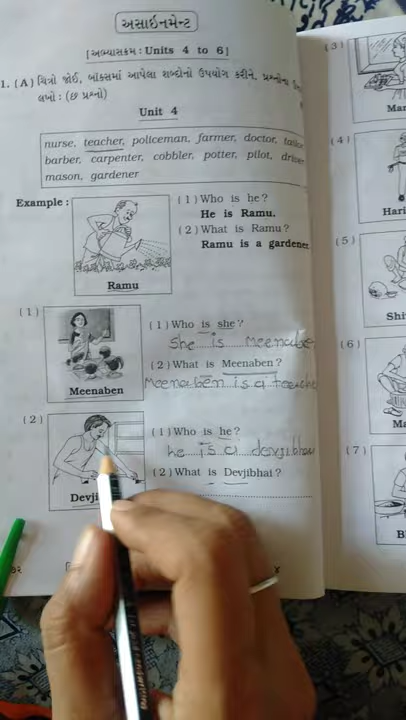 અસાઇનમેન્ટ
[અભ્યાસક્રમ : Units 4 to 6]
1. (A) ચિત્રો જોઈ, બૉક્સમાં આપેલા શબ્દોનો ઉપયોગ કરીને, પ્રશ્નોના
લખો : (છ પ્રશ્નો)
Unit 4
nurse, teacher, policeman, farmer, doctor,
barber, carpenter, cobbler, potter, pilot,
mason, gardener
Example :
(1) Who is he?
He is Ramu.
(2) What is Ramu?
Ramu is a gardener.
Ramu
(1)
(1) Who is she?
She is
(2) What is Meenaben?
Meenaben is a
Meenaben
(2)
(1) Who is he?
he is a
(2) What is Devjibhai?
(3)
(4)
Hari
(5)
(6)
(7)